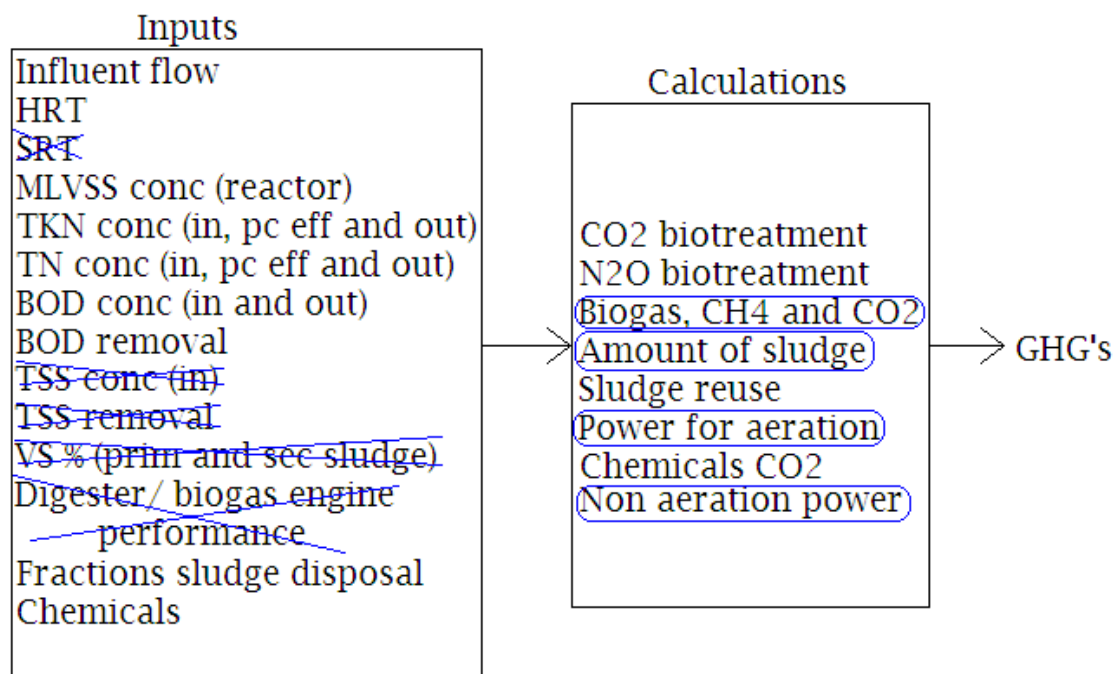 Inputs
Influent flow
HRT
SRT
MLVSS conc (reactor)
TKN conc (in, pc eff and out)
TN conc (in, pc eff and out)
BOD conc (in and out)
BOD removal
TSS conc (in)
TSS removal
VS % (prim and sec sludge)
Digester/ biogas engine
performance
Fractions sludge disposal
Chemicals
Calculations
CO2 biotreatment
N2O biotreatment
Biogas, CH4 and CO2
Amount of sludge
Sludge reuse
Power for aeration
Chemicals CO2
Non aeration power
GHG's